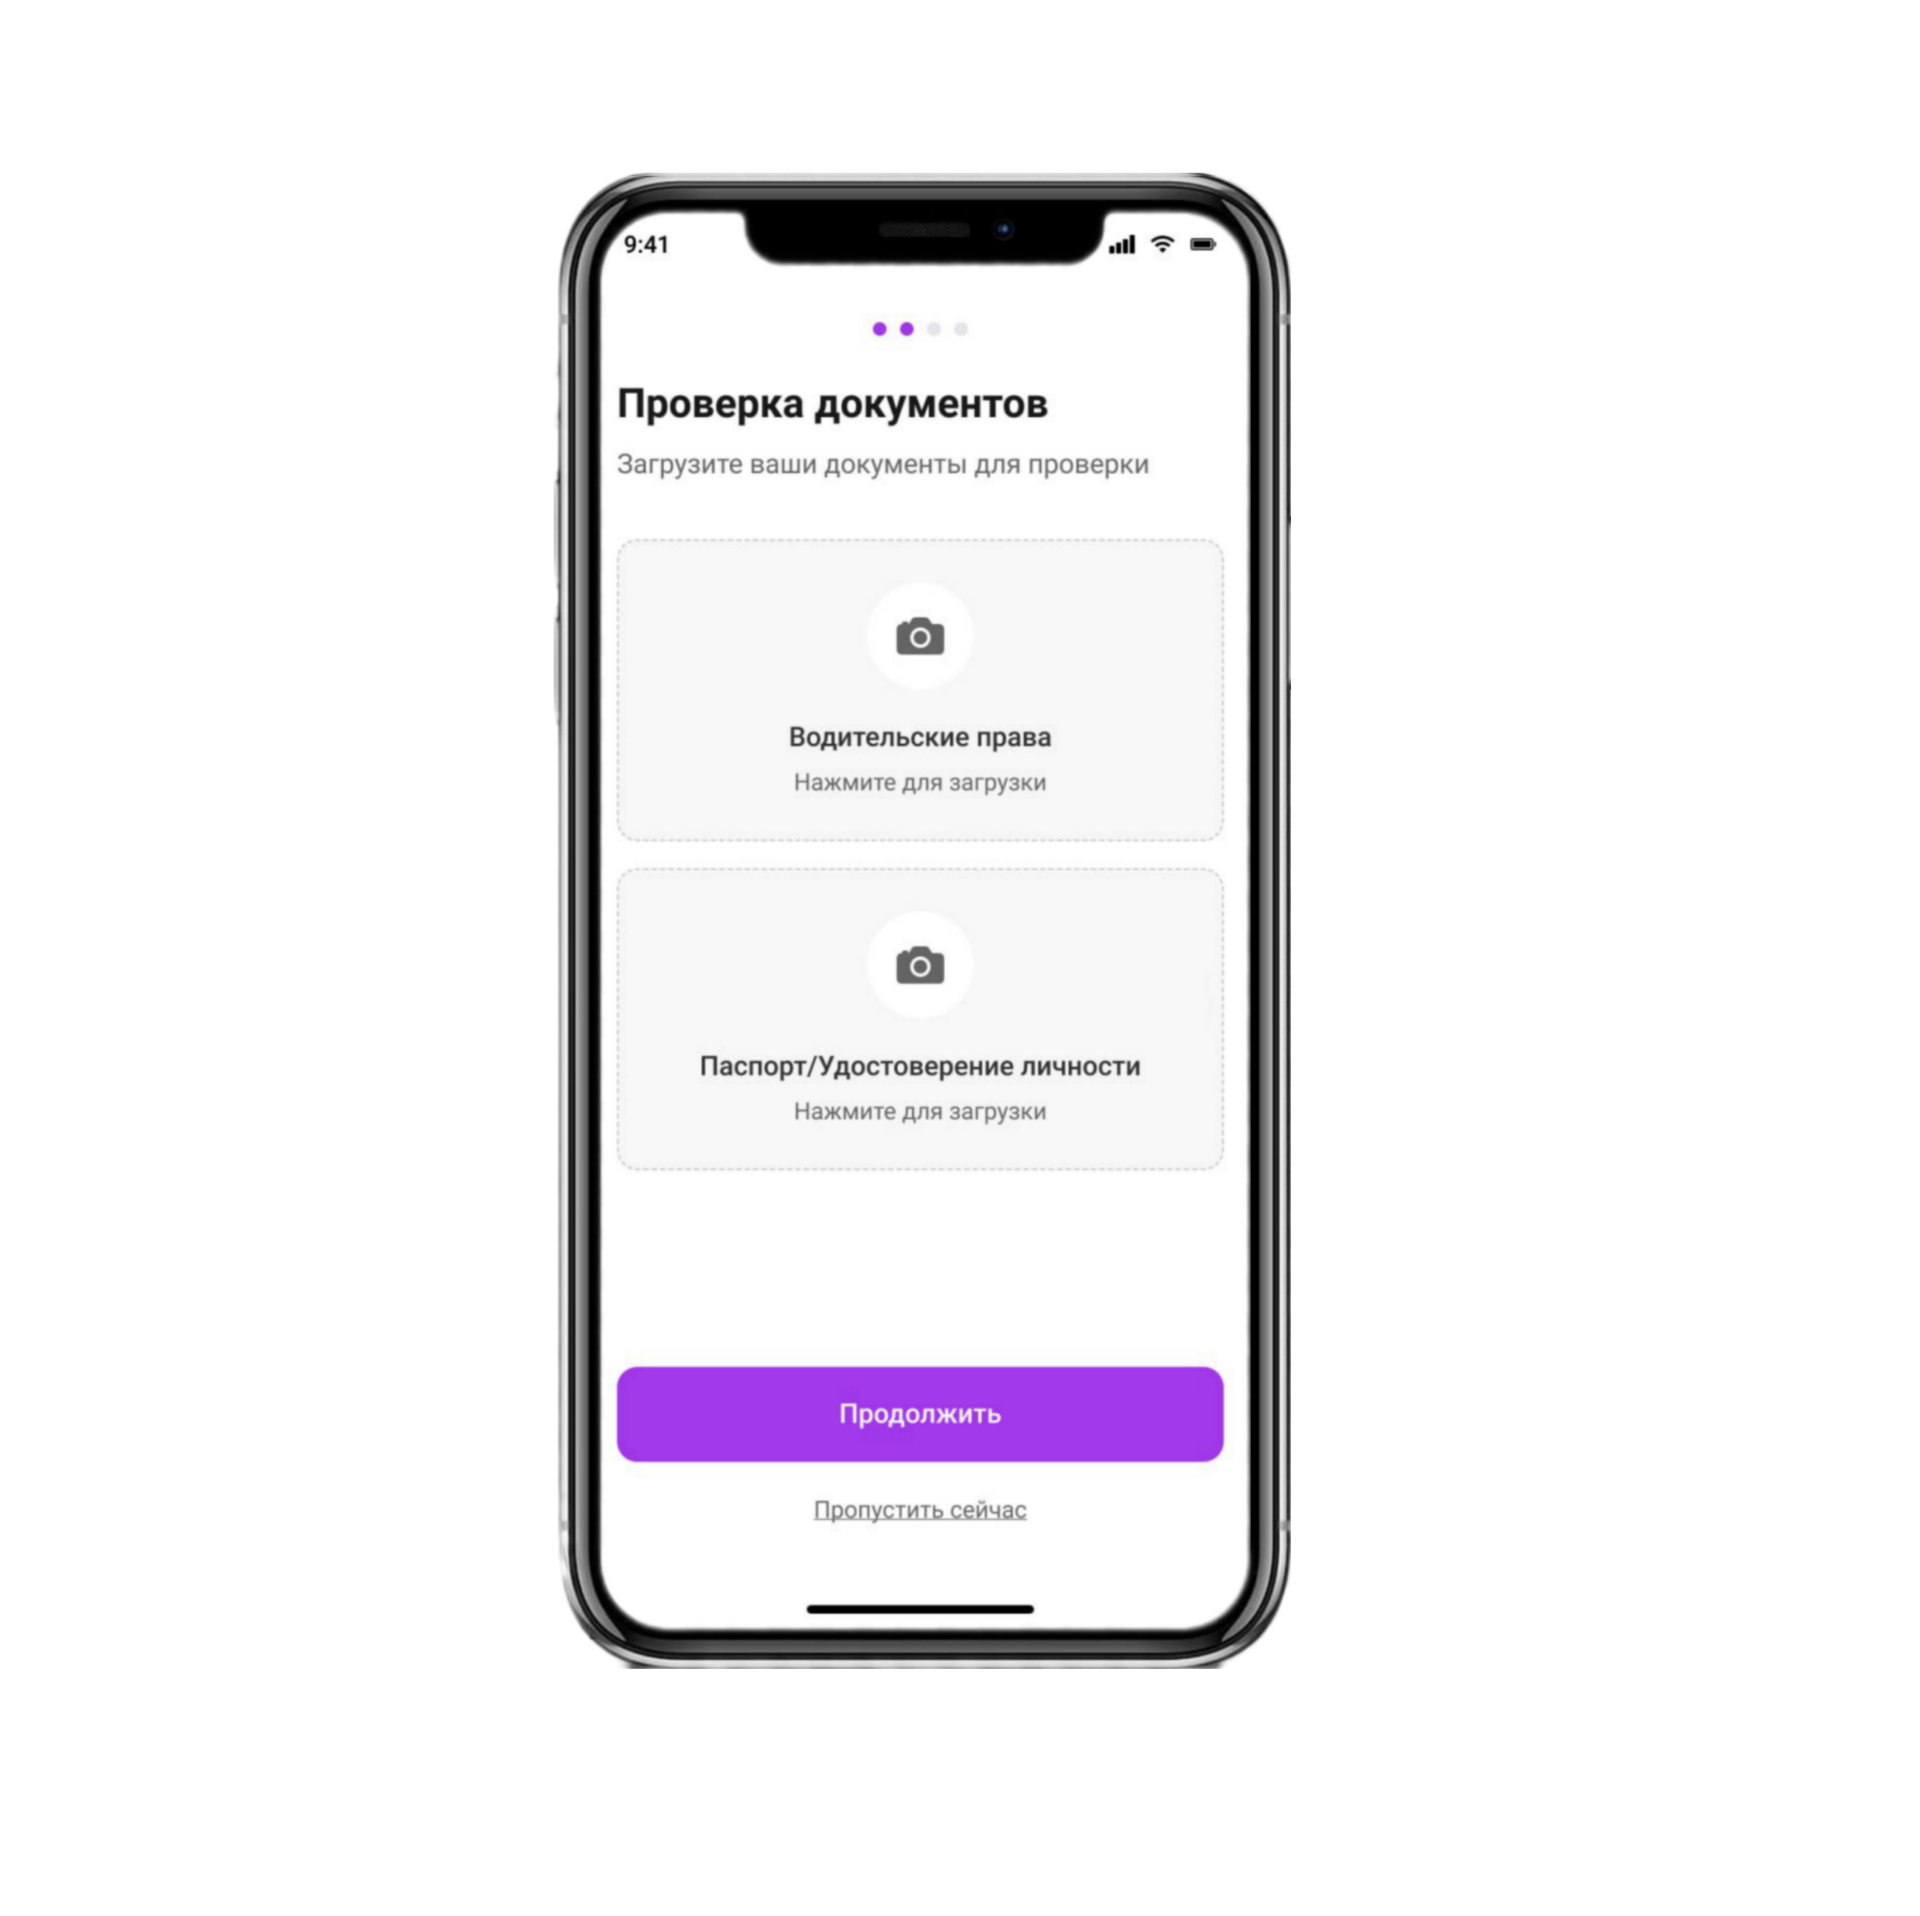 9:41
Проверка документов
Загрузите ваши документы для проверки
Водительские права
Нажмите для загрузки
Паспорт/Удостоверение личности
Нажмите для загрузки
Продолжить
Пропустить сейчас